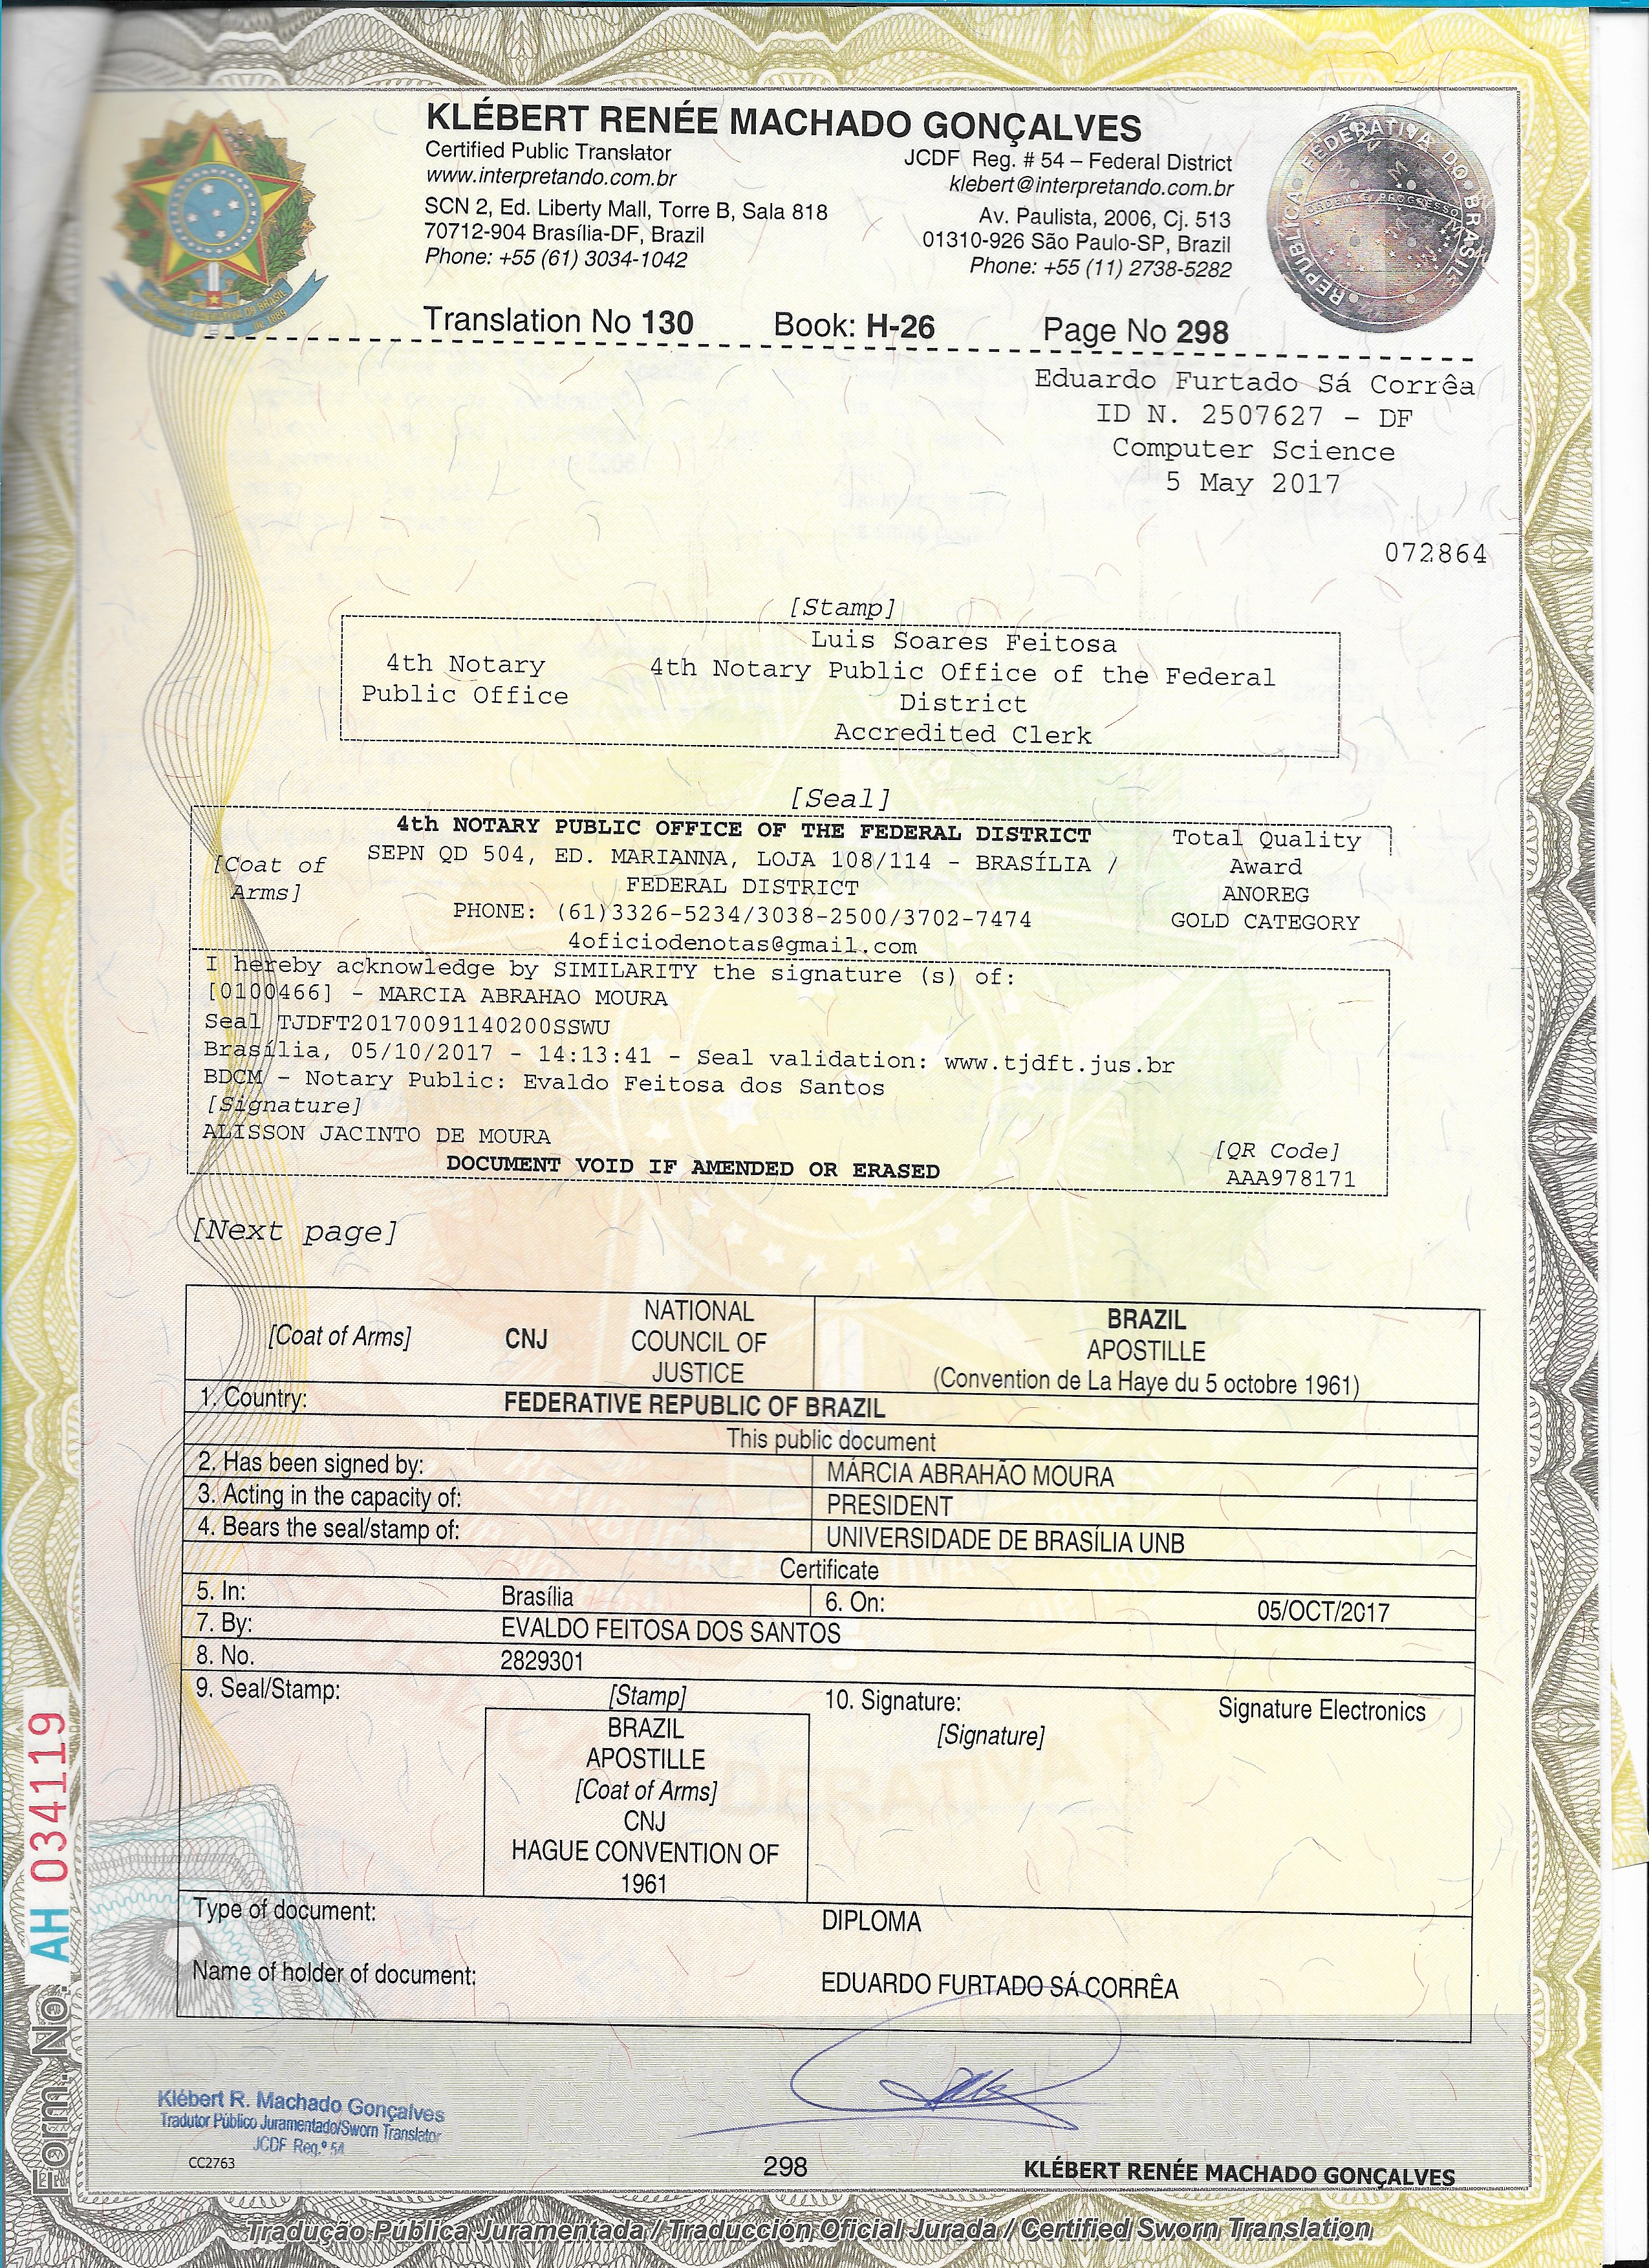 KLÉBERT RENÉE MACHADO GONÇALVES
Certified Public Translator
www.interpretando.com.br
SCN 2, Ed. Liberty Mall, Torre B, Sala 818
70712-904 Brasília-DF, Brazil
Phone: +55 (61) 3034-1042
JCDF Reg. # 54 – Federal District
klebert@interpretando.com.br
Av. Paulista, 2006, Cj. 513
01310-926 São Paulo-SP, Brazil
Phone: +55 (11) 2738-5282
REPÚBLICA FEDERATIVA DO BRASIL
ORDEM E PROGRESSO
Translation No 130 Book: H-26 Page No 298
Eduardo Furtado Sá Corrêa
ID N. 2507627 - DF
Computer Science
5 May 2017
072864
[Stamp]
4th Notary
Public Office
Luis Soares Feitosa
4th Notary Public Office of the Federal
District
Accredited Clerk
[Seal]
[Coat of
Arms]
4th NOTARY PUBLIC OFFICE OF THE FEDERAL DISTRICT
SEPN QD 504, ED. MARIANNA, LOJA 108/114 - BRASÍLIA /
FEDERAL DISTRICT
PHONE: (61)3326-5234/3038-2500/3702-7474
4oficiodenotas@gmail.com
Total Quality
Award
ANOREG
GOLD CATEGORY
I hereby acknowledge by SIMILARITY the signature (s) of:
[0100466] - MARCIA ABRAHAO MOURA
Seal TJDFT20170091140200SSWU
Brasília, 05/10/2017 - 14:13:41 - Seal validation: www.tjdft.jus.br
BDCM - Notary Public: Evaldo Feitosa dos Santos
[Signature]
ALISSON JACINTO DE MOURA
DOCUMENT VOID IF AMENDED OR ERASED
[QR Code]
AAA978171
[Next page]
[Coat of Arms] CNJ
NATIONAL
COUNCIL OF
JUSTICE
BRAZIL
APOSTILLE
(Convention de La Haye du 5 octobre 1961)
1. Country: FEDERATIVE REPUBLIC OF BRAZIL
This public document
2. Has been signed by: MÁRCIA ABRAHÃO MOURA
3. Acting in the capacity of: PRESIDENT
4. Bears the seal/stamp of: UNIVERSIDADE DE BRASÍLIA UNB
Certificate
5. In: Brasília 6. On: 05/OCT/2017
7. By: EVALDO FEITOSA DOS SANTOS
8. No. 2829301
9. Seal/Stamp:
[Stamp]
BRAZIL
APOSTILLE
[Coat of Arms]
CNJ
HAGUE CONVENTION OF
1961
10. Signature: Signature Electronics
[Signature]
Type of document: DIPLOMA
Name of holder of document: EDUARDO FURTADO SÁ CORRÊA
Form. No. AH 034119
Klébert R. Machado Gonçalves
Tradutor Público Juramentado/Sworn Translator
JCDF Reg.º 54
CC2763
298
KLÉBERT RENÉE MACHADO GONÇALVES
Tradução Pública Juramentada / Traducción Oficial Jurada / Certified Sworn Translation